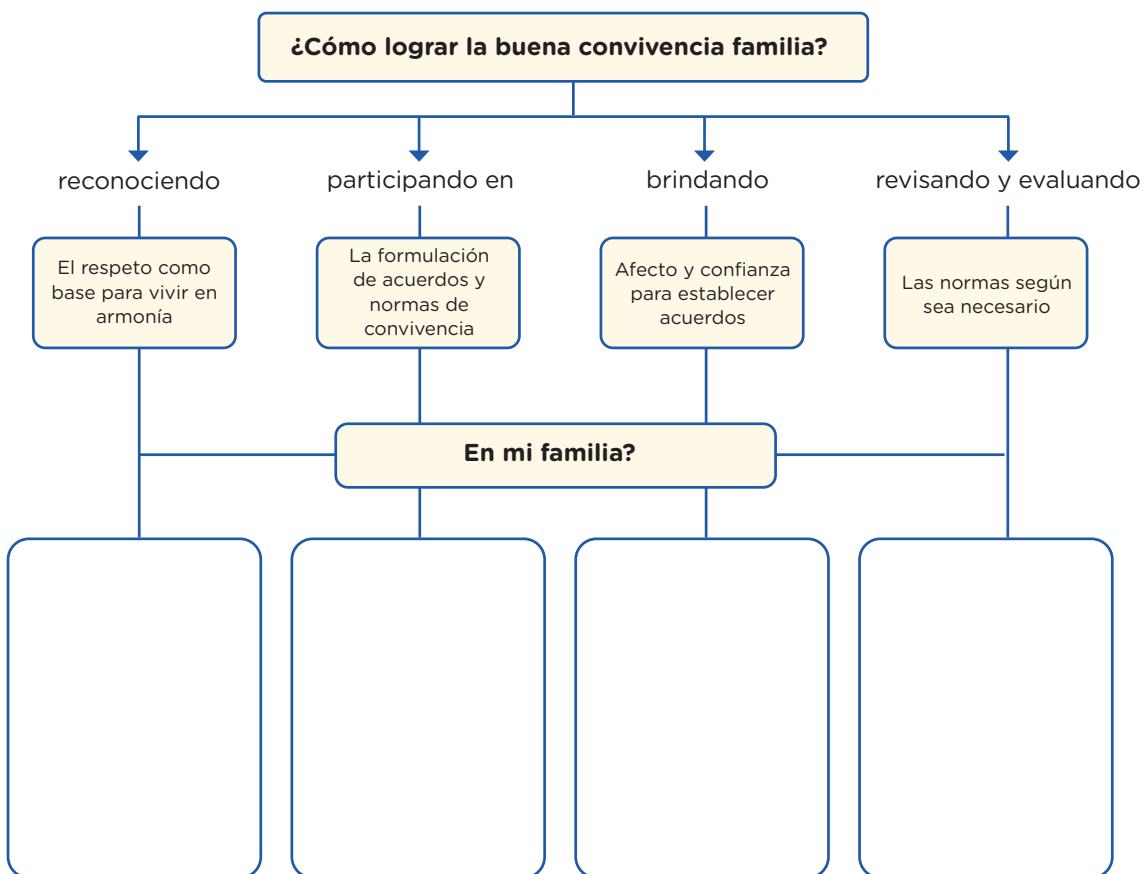 ¿Cómo lograr la buena convivencia familia?
reconociendo
participando en
brindando
revisando y evaluando
El respeto como
base para vivir en
armonía
La formulación
de acuerdos y
normas de
convivencia
Afecto y confianza
para establecer
acuerdos
Las normas según
sea necesario
En mi familia?